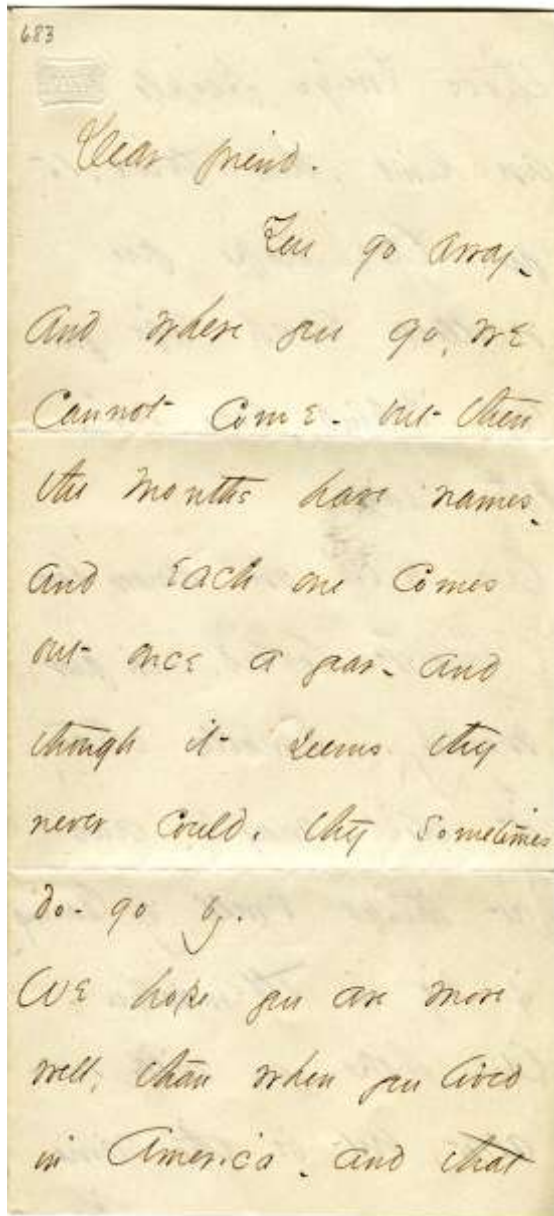 683
Dear friend.
You go away -
And where you go, we
cannot come - but then
the months have names -
and each one comes
but once a year - and
though it seems they
never could, they sometimes
do - go by.
We hope you are more
well, than when you lived
in America - and that